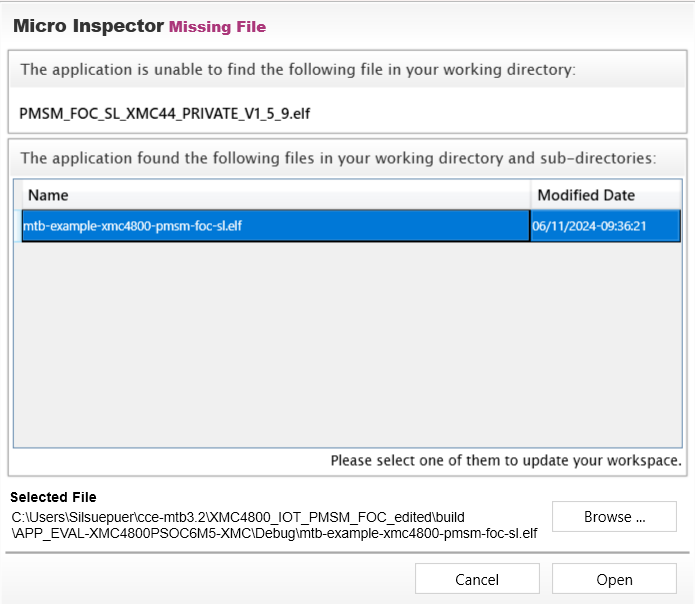 Micro Inspector Missing File
The application is unable to find the following file in your working directory:
PMSM_FOC_SL_XMC44_PRIVATE_V1_5_9.elf
The application found the following files in your working directory and sub-directories:
Name Modified Date
mtb-example-xmc4800-pmsm-foc-sl.elf 06/11/2024-09:36:21
Please select one of them to update your workspace.
Selected File
C:\Users\Silsuepuer\cce-mtb3.2\XMC4800_IOT_PMSM_FOC_edited\build
\APP_EVAL-XMC4800PSOC6M5-XMC\Debug\mtb-example-xmc4800-pmsm-foc-sl.elf
Browse ...
Cancel Open